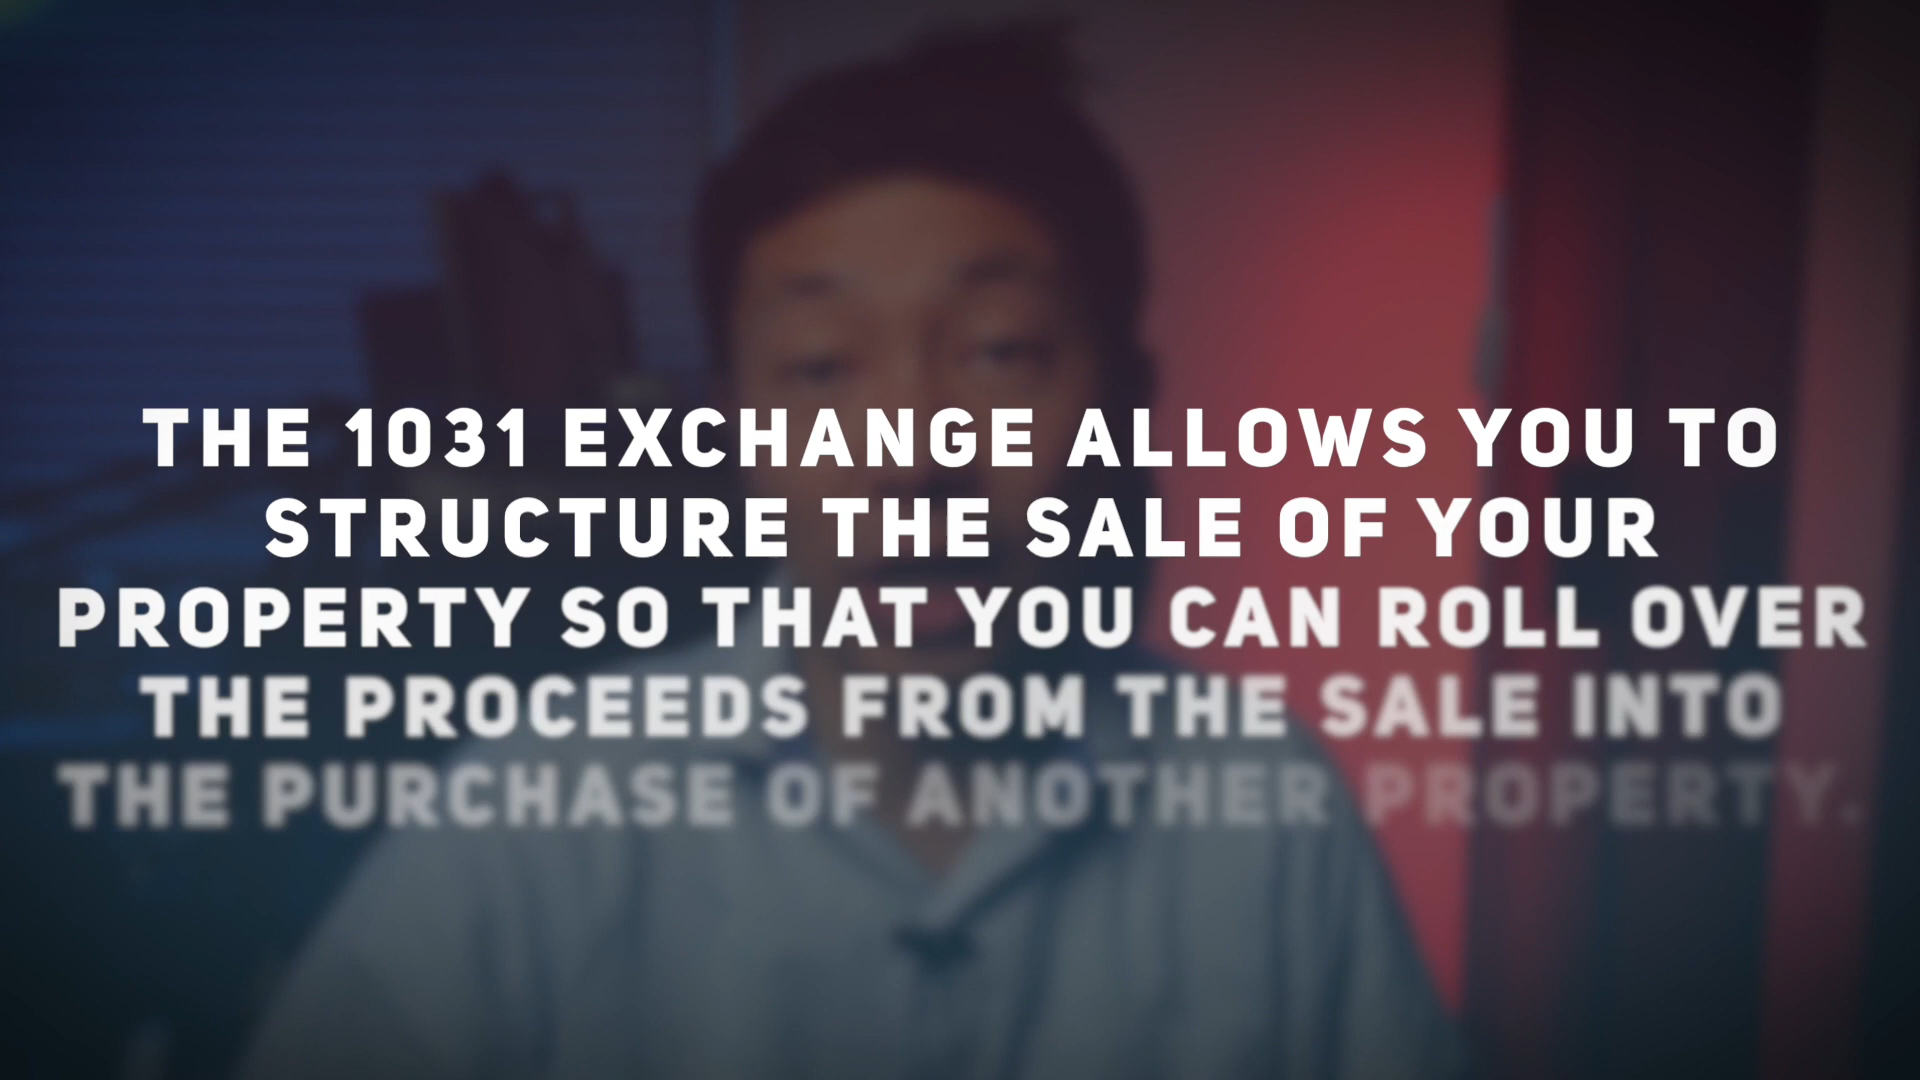 THE 1031 EXCHANGE ALLOWS YOU TO
STRUCTURE THE SALE OF YOUR
PROPERTY SO THAT YOU CAN ROLL OVER
THE PROCEEDS FROM THE SALE INTO
THE PURCHASE OF ANOTHER PROPERTY.